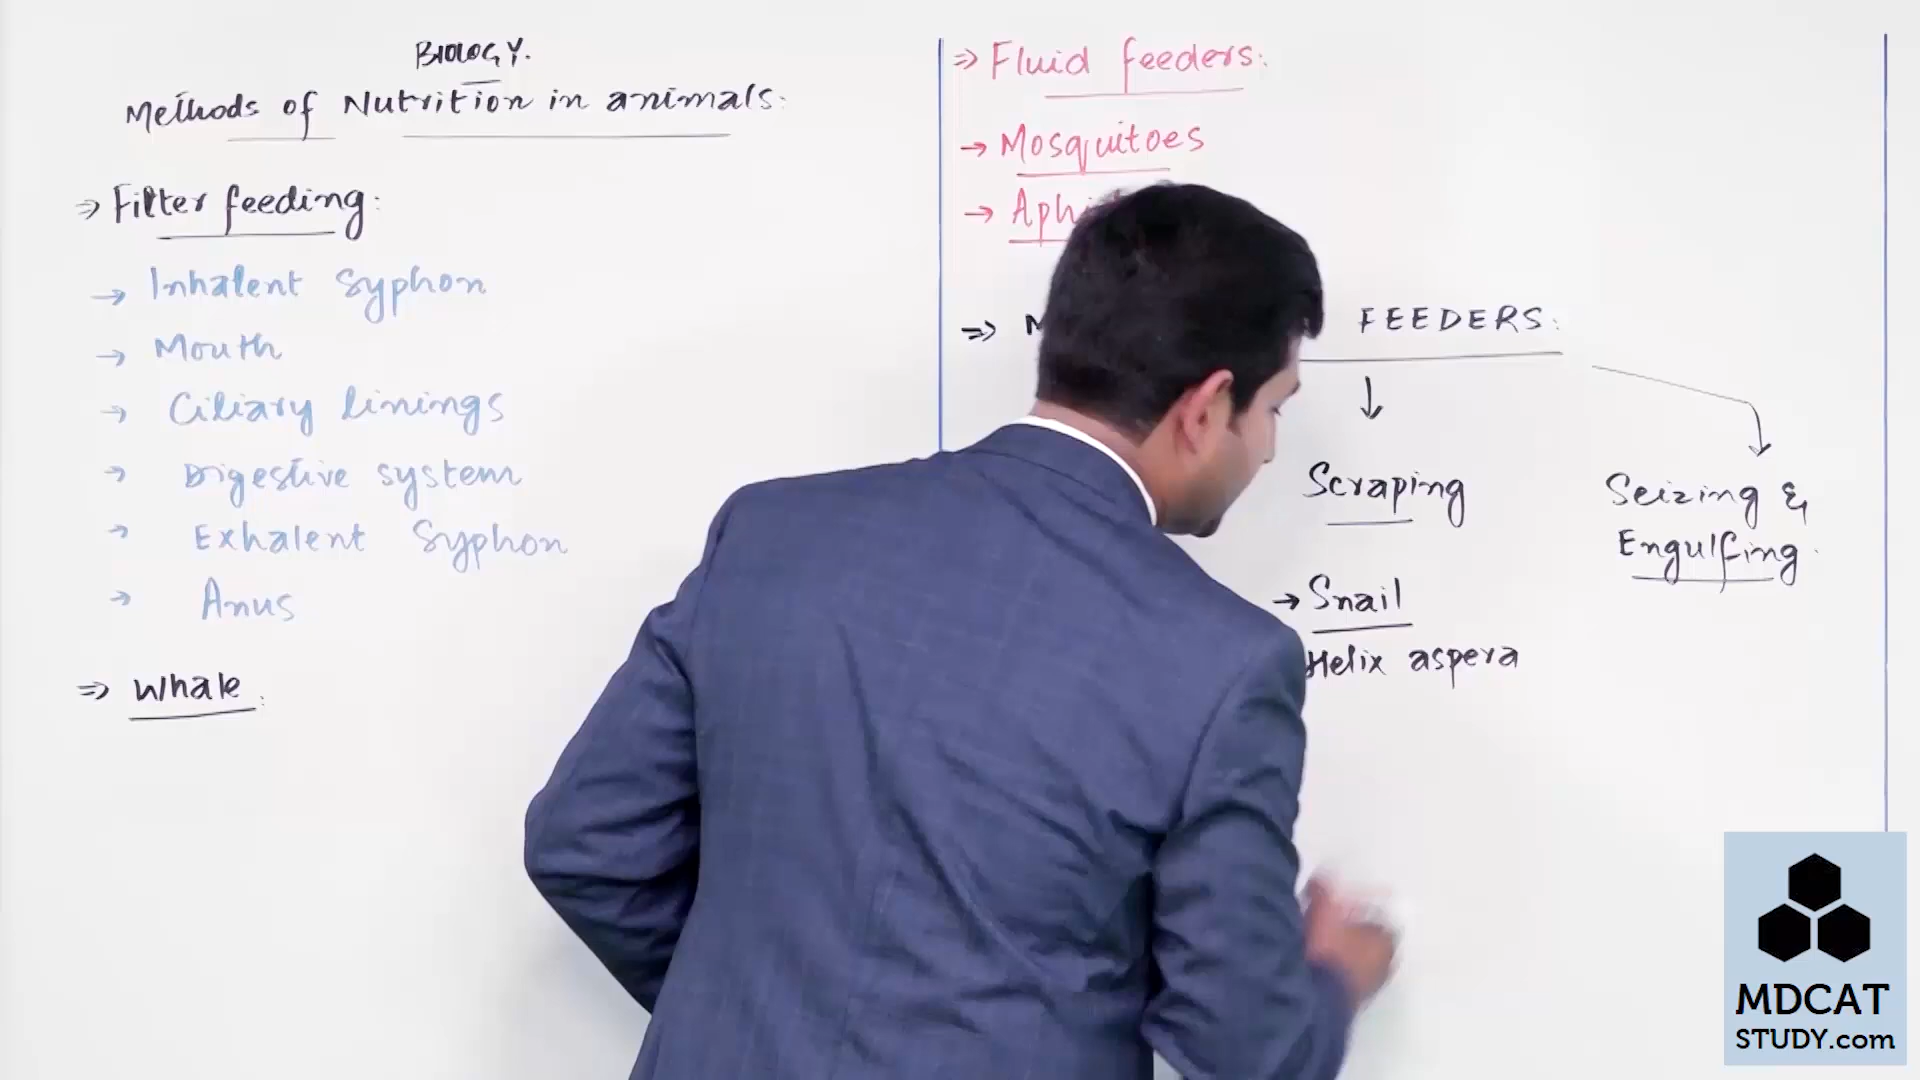 BIOLOGY.
Methods of Nutrition in animals:
⇒ Filter feeding:
→ Inhalent Syphon
→ Mouth
→ Ciliary linings
→ Digestive system
→ Exhalent Syphon
→ Anus
⇒ Whale:
⇒ Fluid feeders:
→ Mosquitoes
→ Aphi
⇒ M FEEDERS:
Scraping
→ Snail
Helix aspera
Seizing &
Engulfing.
MDCAT
STUDY.com